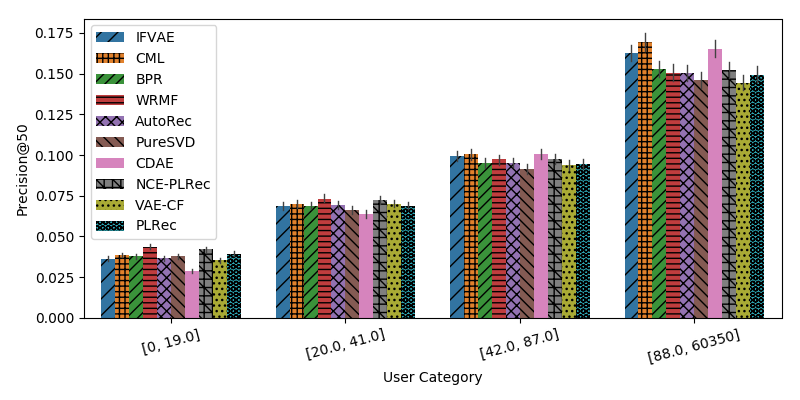 0.175
0.150
0.125
0.100
0.075
0.050
0.025
0.000
Precision@50
IFVAE
CML
BPR
WRMF
AutoRec
PureSVD
CDAE
NCE-PLRec
VAE-CF
PLRec
[0, 19.0]
[20.0, 41.0]
[42.0, 87.0]
[88.0, 60350]
User Category